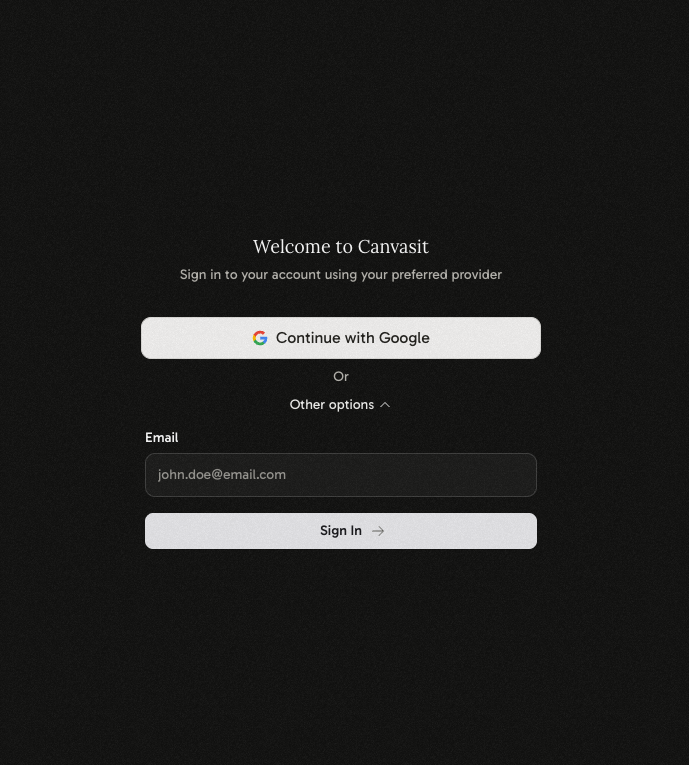 Welcome to Canvasit
Sign in to your account using your preferred provider
Continue with Google
Or
Other options
Email
john.doe@email.com
Sign In